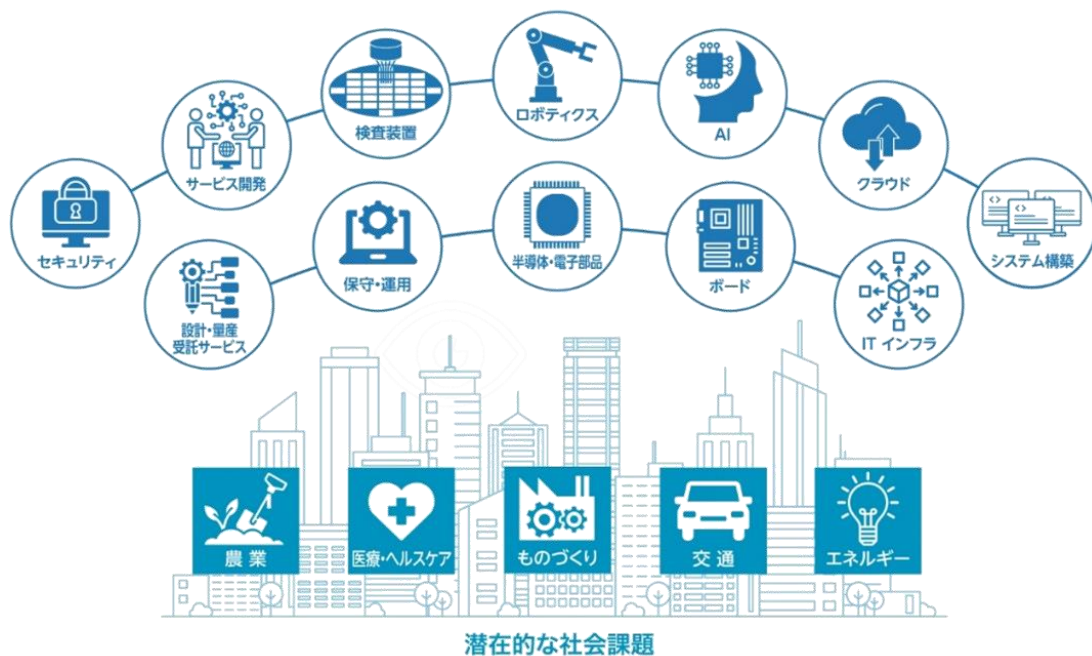 セキュリティ
サービス開発
検査装置
ロボティクス
AI
クラウド
システム構築
設計・量産
受託サービス
保守・運用
半導体・電子部品
ボード
IT インフラ
農業
医療・ヘルスケア
ものづくり
交通
エネルギー
潜在的な社会課題